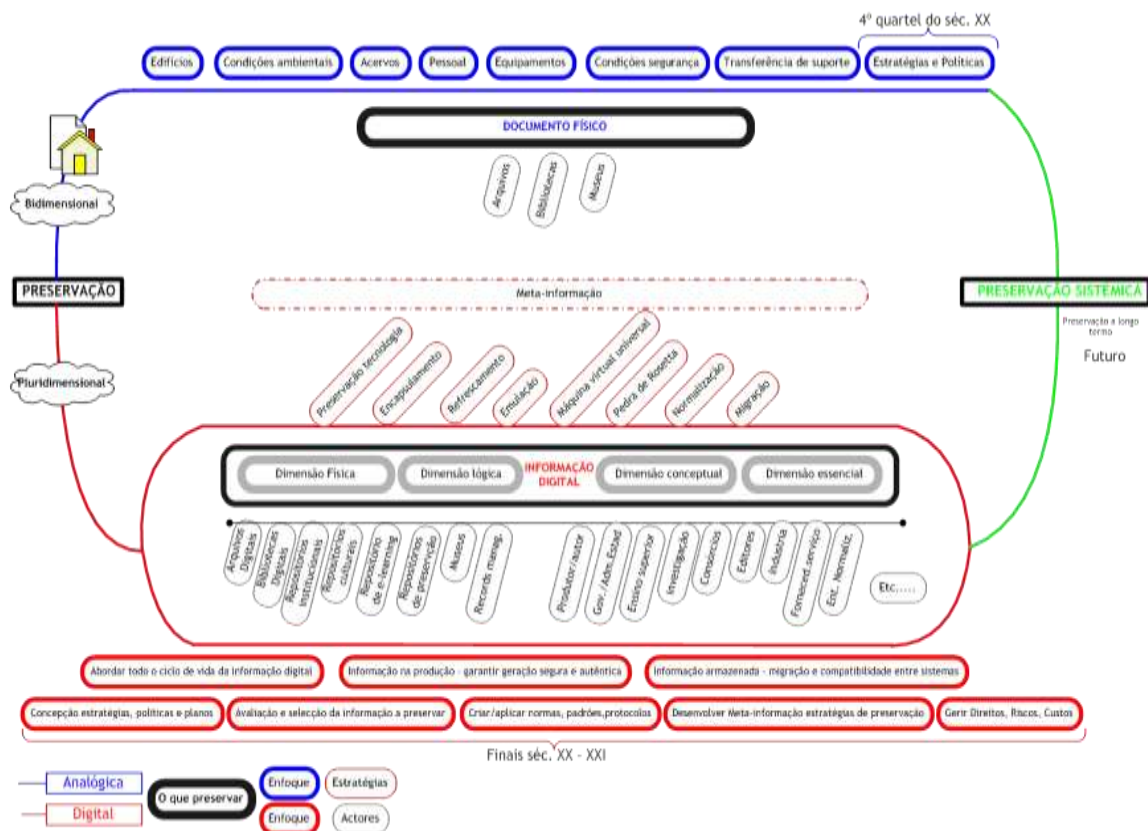 4º quartel do séc. XX
Edifícios
Condições ambientais
Acervos
Pessoal
Equipamentos
Condições segurança
Transferência de suporte
Estratégias e Políticas
DOCUMENTO FÍSICO
Arquivos
Bibliotecas
Museus
Bidimensional
PRESERVAÇÃO
Meta-informação
PRESERVAÇÃO SISTÉMICA
Preservação a longo
termo
Futuro
Pluridimensional
Preservação tecnologia
Encapsulamento
Refrescamento
Emulação
Máquina virtual universal
Pedra de Rosetta
Normalização
Migração
Dimensão Física
Dimensão lógica
INFORMAÇÃO
DIGITAL
Dimensão conceptual
Dimensão essencial
Arquivos
Digitais
Bibliotecas
Digitais
Repositorios
Institucionais
Repositórios
culturais
Repositório
de e-learning
Repositórios
de preservição
Museus
Records manag.
Produtor/autor
Gov./Adm. Estad
Ensino superior
Investigação
Consórcios
Editores
Industria
Forneced.serviço
Ent. Normaliz.
Etc.....
Abordar todo o ciclo de vida da informação digital
Informação na produção - garantir geração segura e autêntica
Informação armazenada - migração e compatibilidade entre sistemas
Concepção estratégias, políticas e planos
Avaliação e selecção da informação a preservar
Criar/aplicar normas, padrões,protocolos
Desenvolver Meta-informação estratégias de preservação
Gerir Direitos, Riscos, Custos
Finais séc. XX - XXI
Analógica
O que preservar
Enfoque
Estratégias
Digital
Enfoque
Actores